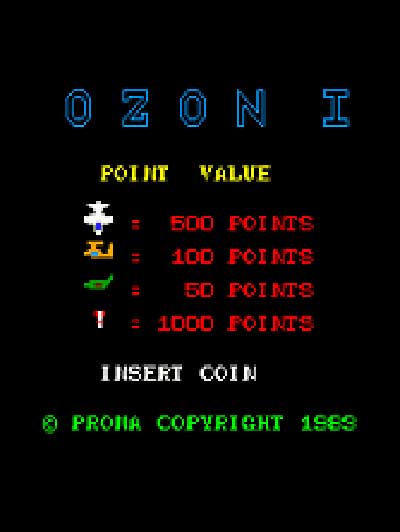 OZON I
POINT VALUE
= 500 POINTS
= 100 POINTS
= 50 POINTS
= 1000 POINTS
INSERT COIN
© PROMA COPYRIGHT 1983